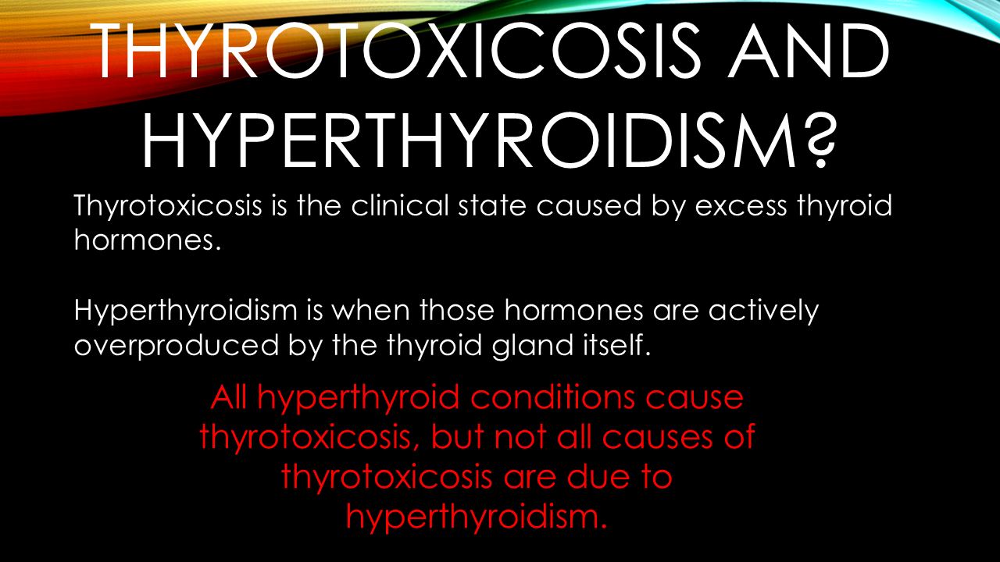 THYROTOXICOSIS AND
HYPERTHYROIDISM?
Thyrotoxicosis is the clinical state caused by excess thyroid
hormones.
Hyperthyroidism is when those hormones are actively
overproduced by the thyroid gland itself.
All hyperthyroid conditions cause
thyrotoxicosis, but not all causes of
thyrotoxicosis are due to
hyperthyroidism.